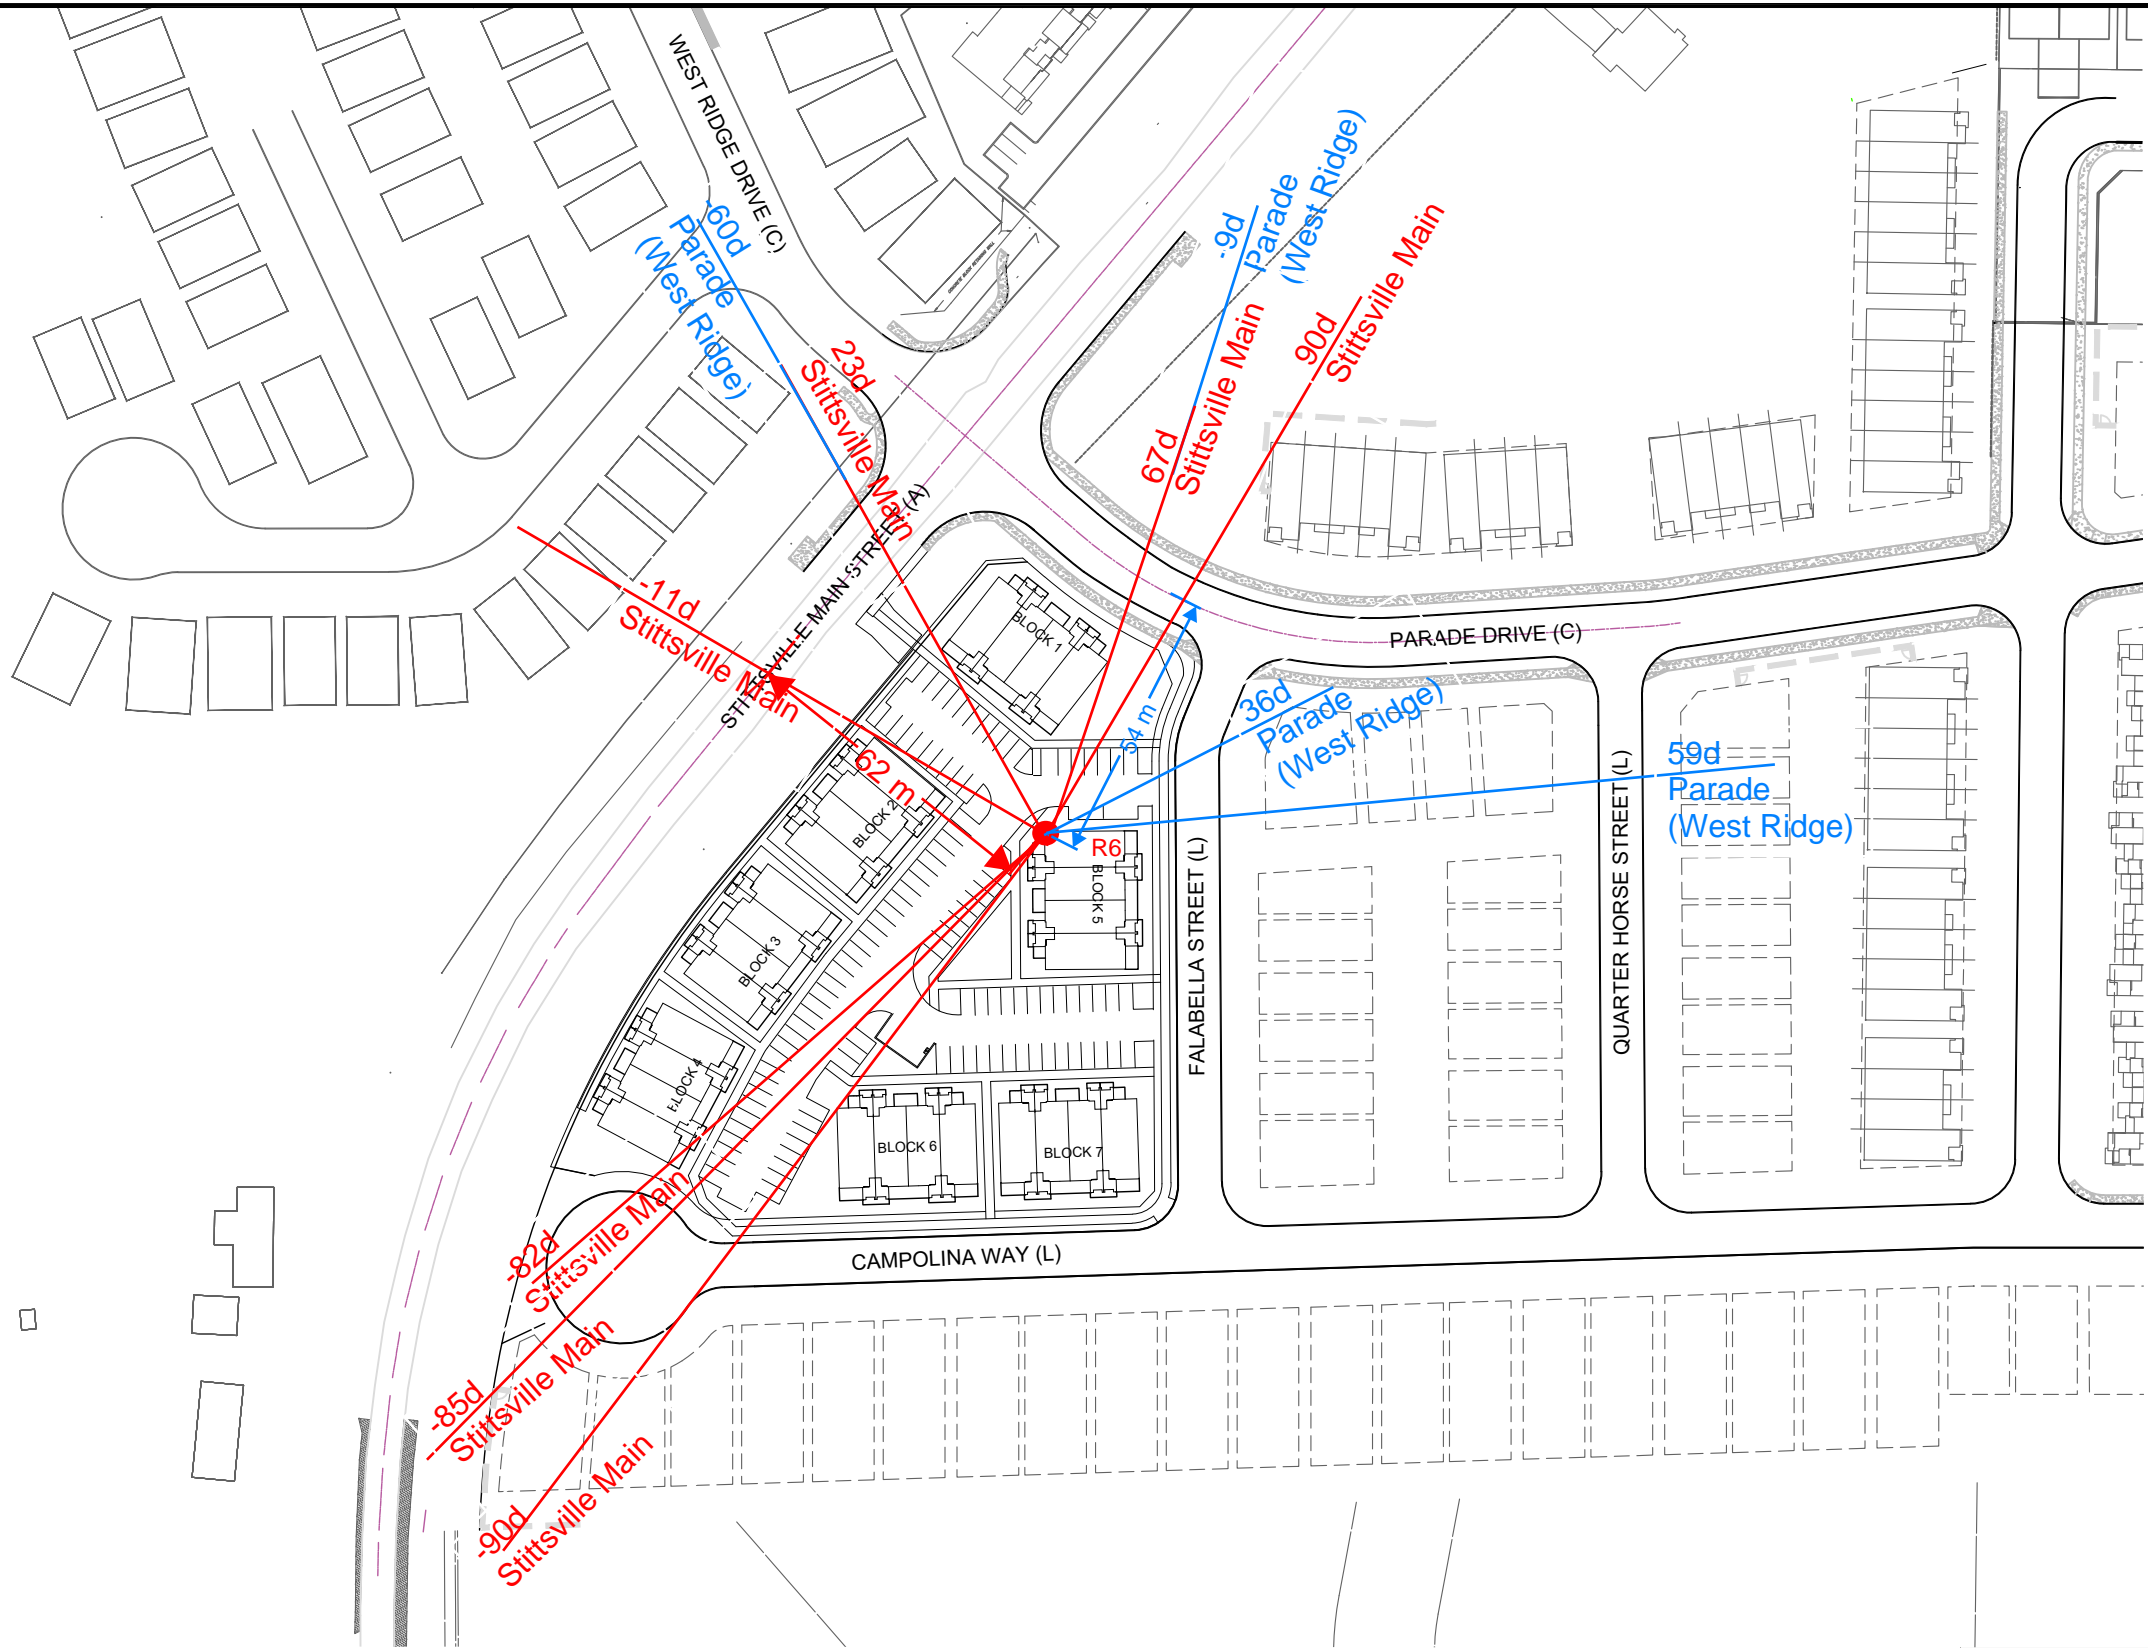 WEST RIDGE DRIVE (C)
-60d
Parade
(West Ridge)
23d
Stittsville Main
-9d
Parade
(West Ridge)
67d
Stittsville Main
90d
Stittsville Main
STITTSVILLE MAIN STREET (A)
-11d
Stittsville Main
62 m
54 m
PARADE DRIVE (C)
36d
Parade
(West Ridge)
59d
Parade
(West Ridge)
R6
BLOCK 1
BLOCK 2
BLOCK 3
BLOCK 4
BLOCK 5
BLOCK 6
BLOCK 7
FALABELLA STREET (L)
QUARTER HORSE STREET (L)
CAMPOLINA WAY (L)
-82d
Stittsville Main
-85d
Stittsville Main
-90d
Stittsville Main